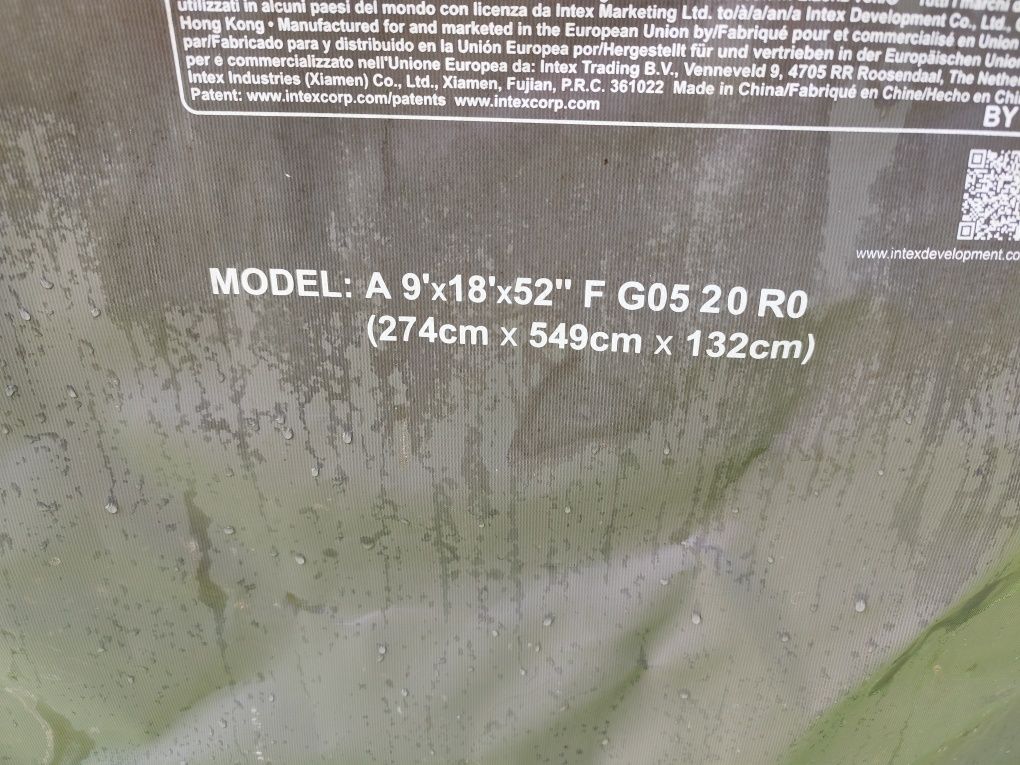 utilizzati in alcuni paesi del mondo con licenza da Intex Marketing Ltd. to/à/a/an/a Intex Development Co., Ltd.,
Hong Kong • Manufactured for and marketed in the European Union by/Fabriqué pour et commercialisé en Union
par/Fabricado para y distribuido en la Unión Europea por/Hergestellt für und vertrieben in der Europäischen Union
per e commercializzato nell'Unione Europea da: Intex Trading B.V., Venneveld 9, 4705 RR Roosendaal, The Nethe
Intex Industries (Xiamen) Co., Ltd., Xiamen, Fujian, P.R.C. 361022 Made in China/Fabriqué en Chine/Hecho en Chi
Patent: www.intexcorp.com/patents www.intexcorp.com
BY
www.intexdevelopment.co
MODEL: A 9'x18'x52" F G05 20 R0
(274cm x 549cm x 132cm)